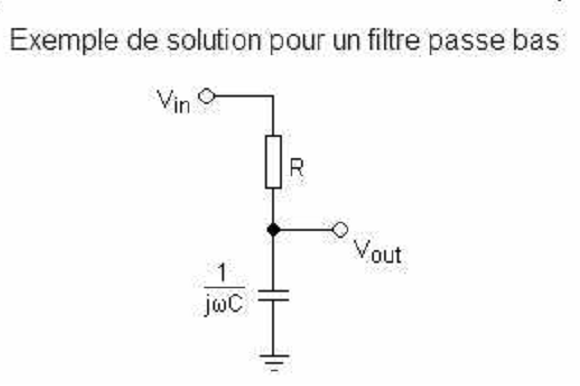 Exemple de solution pour un filtre passe bas
Vin
R
Vout
1
jωC